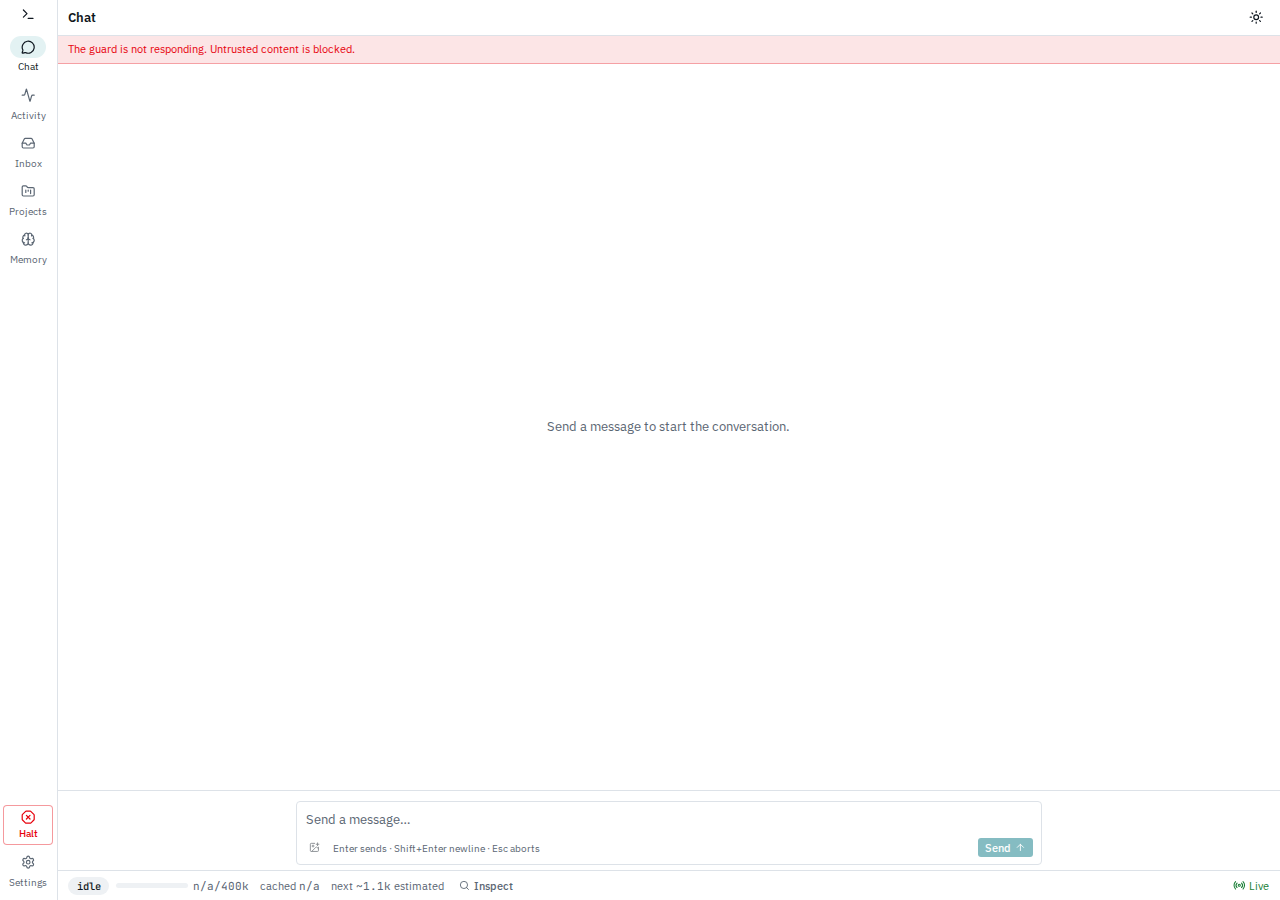 Chat
The guard is not responding. Untrusted content is blocked.
Chat
Activity
Inbox
Projects
Memory
Send a message to start the conversation.
Halt
Settings
Send a message...
Enter sends · Shift+Enter newline · Esc aborts
Send
idle n/a/400k cached n/a next ~1.1k estimated Inspect Live